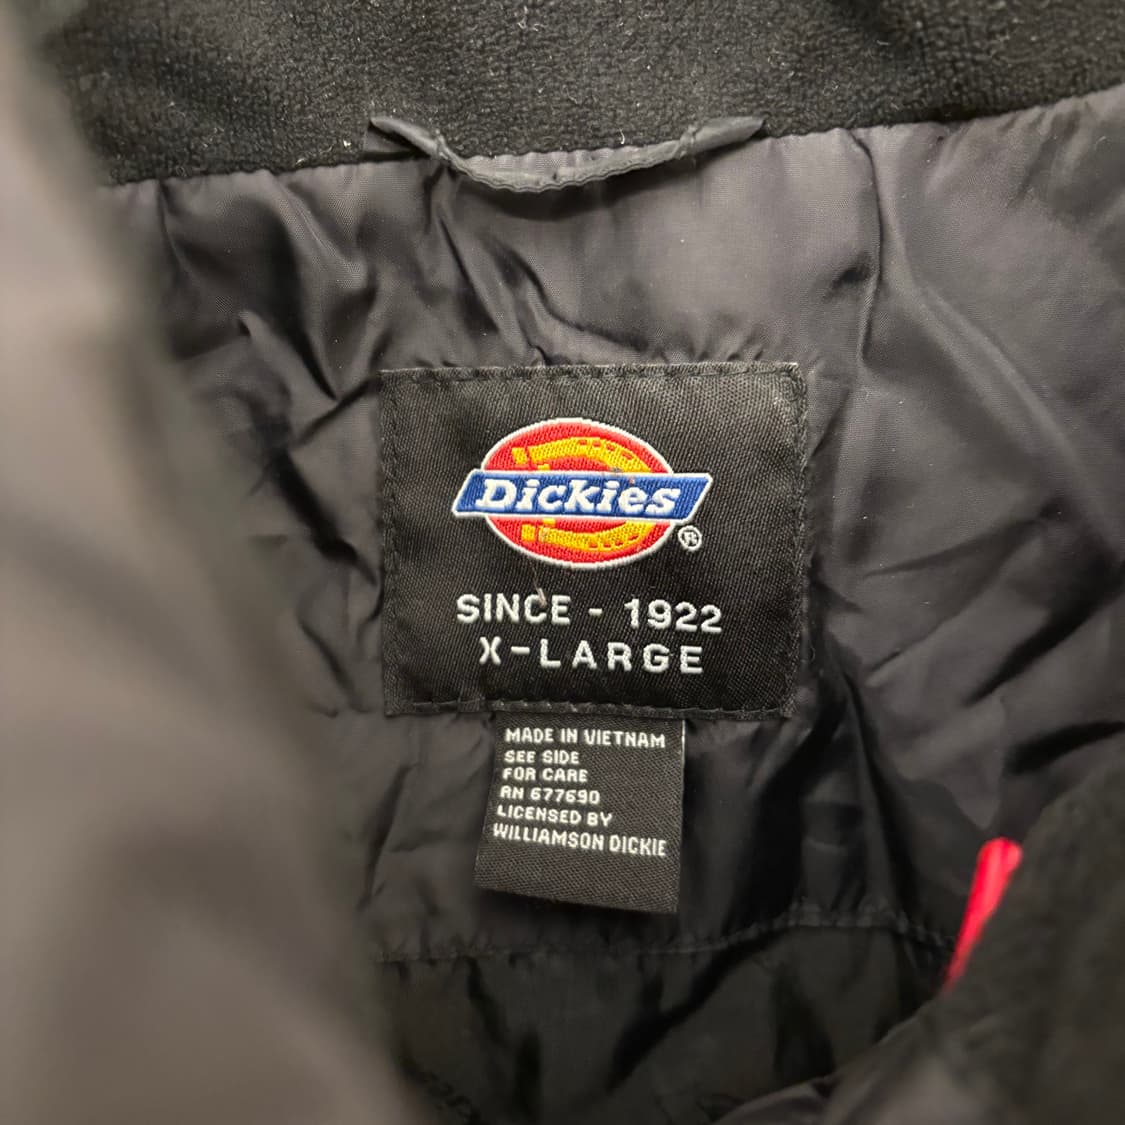 Dickies
®
SINCE - 1922
X-LARGE
MADE IN VIETNAM
SEE SIDE
FOR CARE
RN 677690
LICENSED BY
WILLIAMSON DICKIE